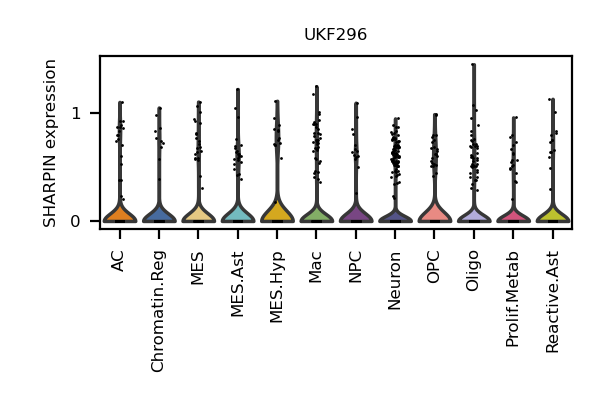 UKF296
SHARPIN expression
1
0
AC
Chromatin.Reg
MES
MES.Ast
MES.Hyp
Mac
NPC
Neuron
OPC
Oligo
Prolif.Metab
Reactive.Ast